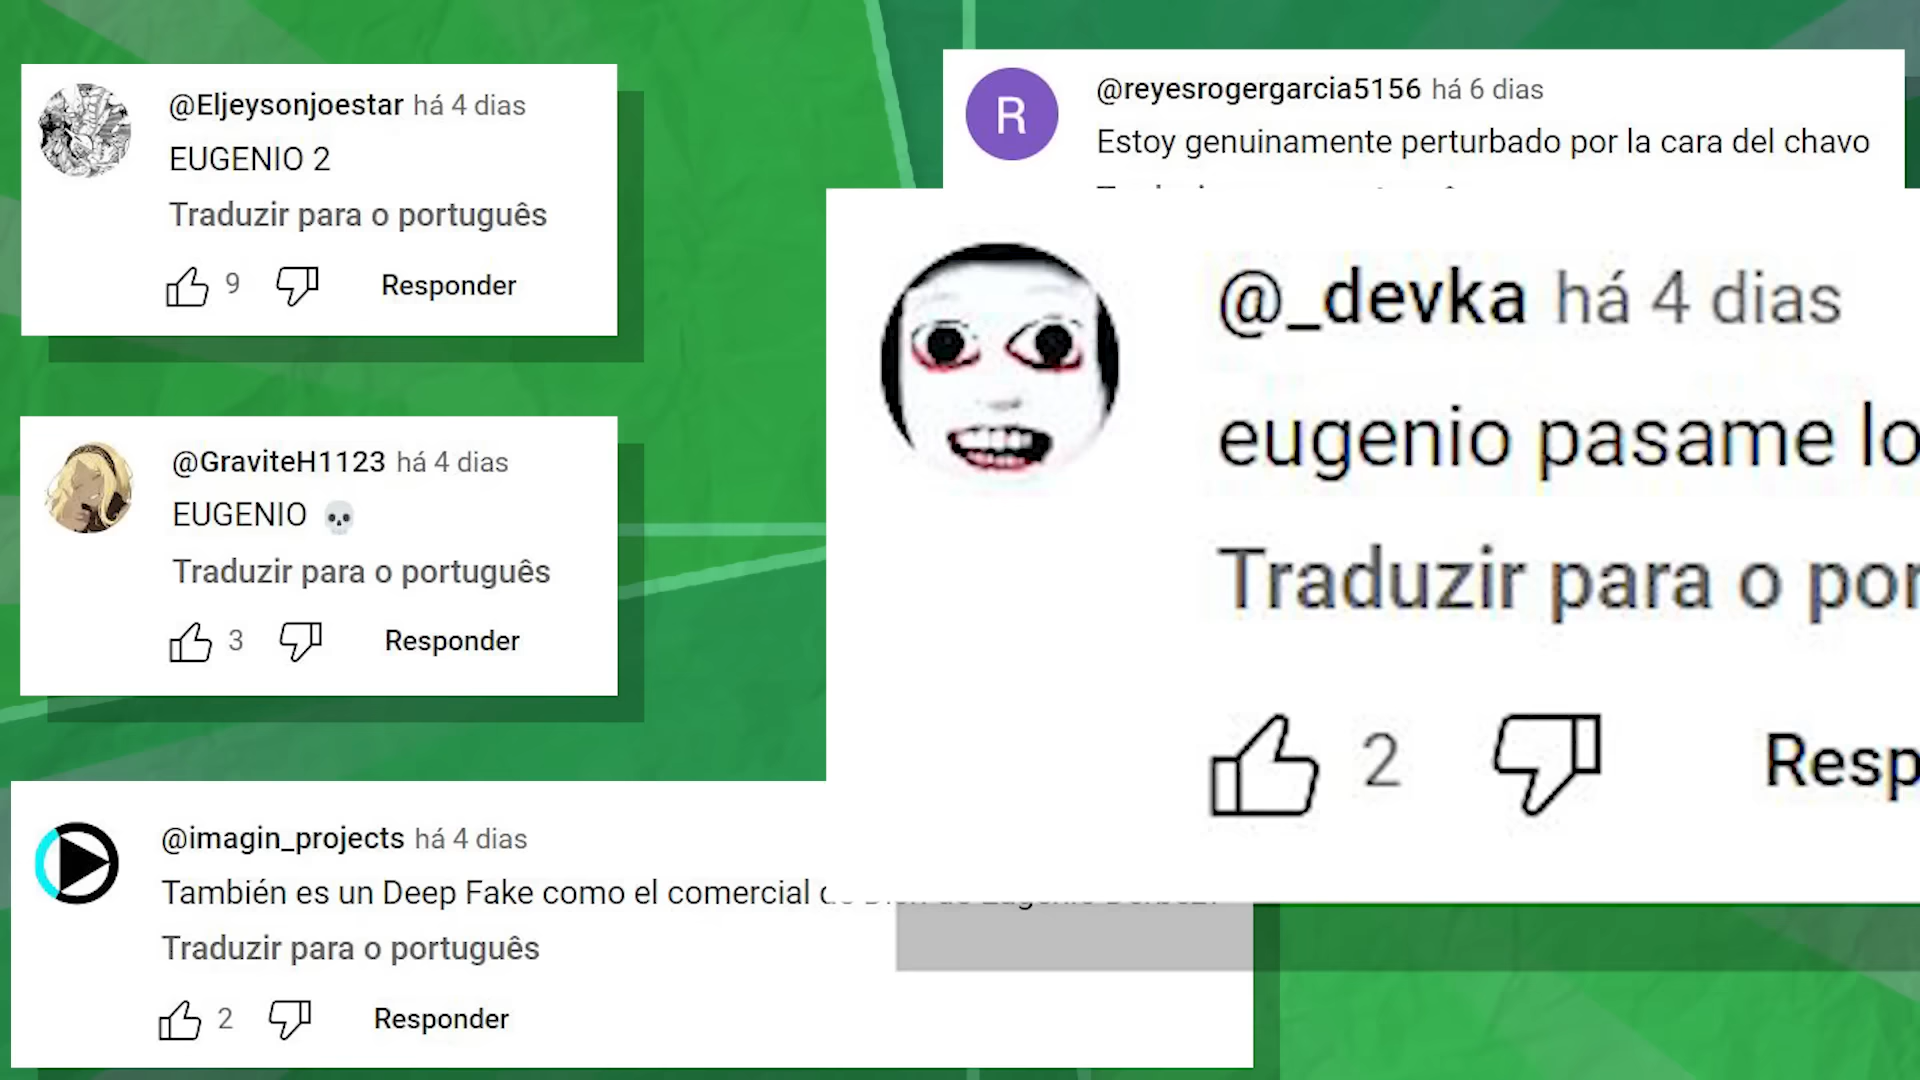 @Eljeysonjoestar há 4 dias
EUGENIO 2
Traduzir para o português
9 Responder
@GraviteH1123 há 4 dias
EUGENIO 💀
Traduzir para o português
3 Responder
@imagin_projects há 4 dias
También es un Deep Fake como el comercial
Traduzir para o português
2 Responder
R
@reyesrogergarcia5156 há 6 dias
Estoy genuinamente perturbado por la cara del chavo
@_devka há 4 dias
eugenio pasame lo
Traduzir para o por
2 Resp